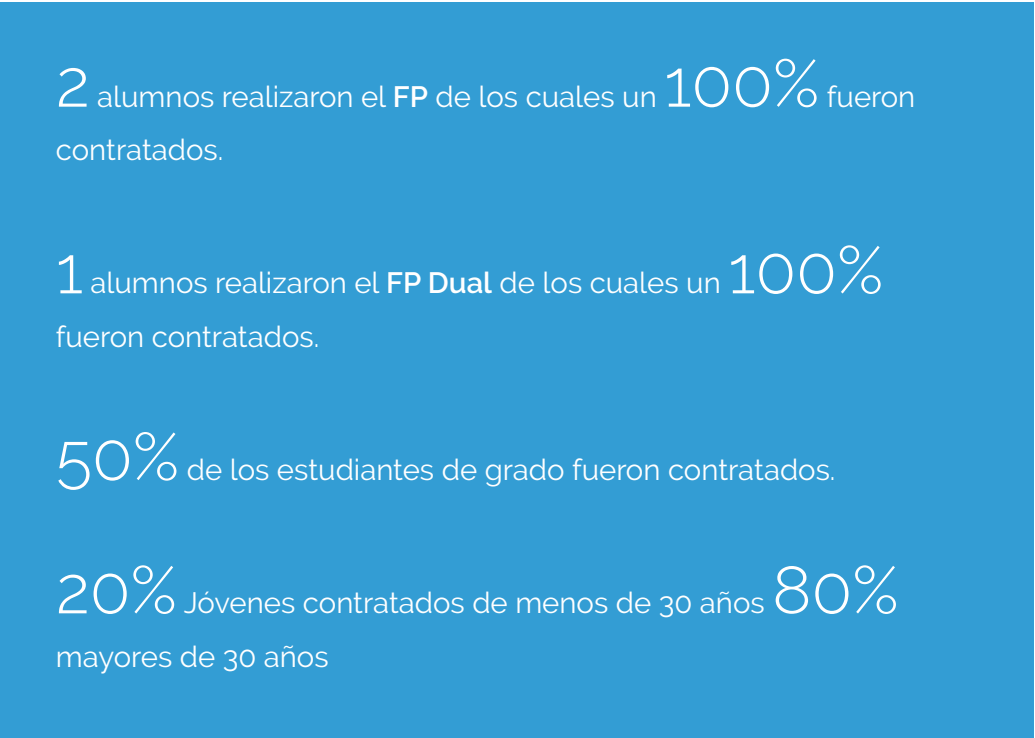 2 alumnos realizaron el FP de los cuales un 100% fueron
contratados.
1 alumnos realizaron el FP Dual de los cuales un 100%
fueron contratados.
50% de los estudiantes de grado fueron contratados.
20% Jóvenes contratados de menos de 30 años 80%
mayores de 30 años